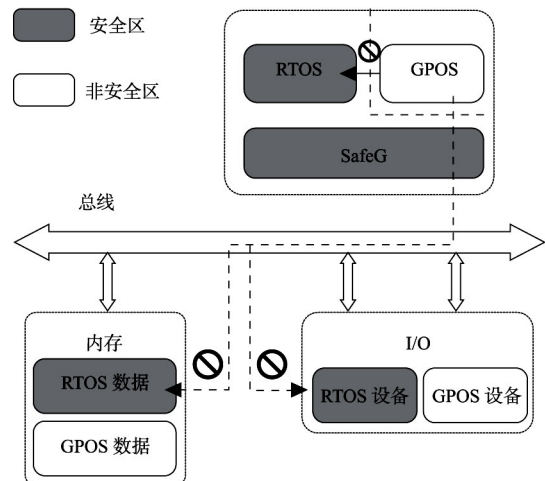 安全区
非安全区
RTOS
GPOS
SafeG
总线
内存
RTOS 数据
GPOS 数据
I/O
RTOS 设备
GPOS 设备